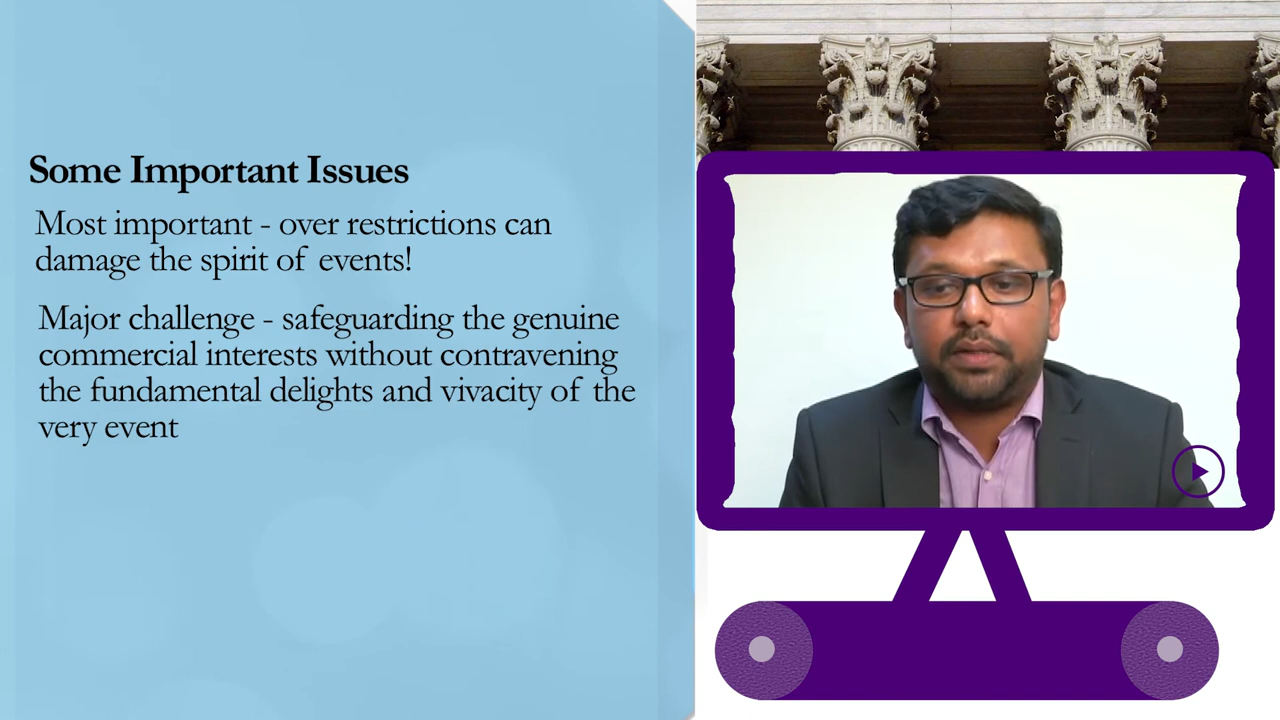 Some Important Issues
Most important - over restrictions can
damage the spirit of events!
Major challenge - safeguarding the genuine
commercial interests without contravening
the fundamental delights and vivacity of the
very event